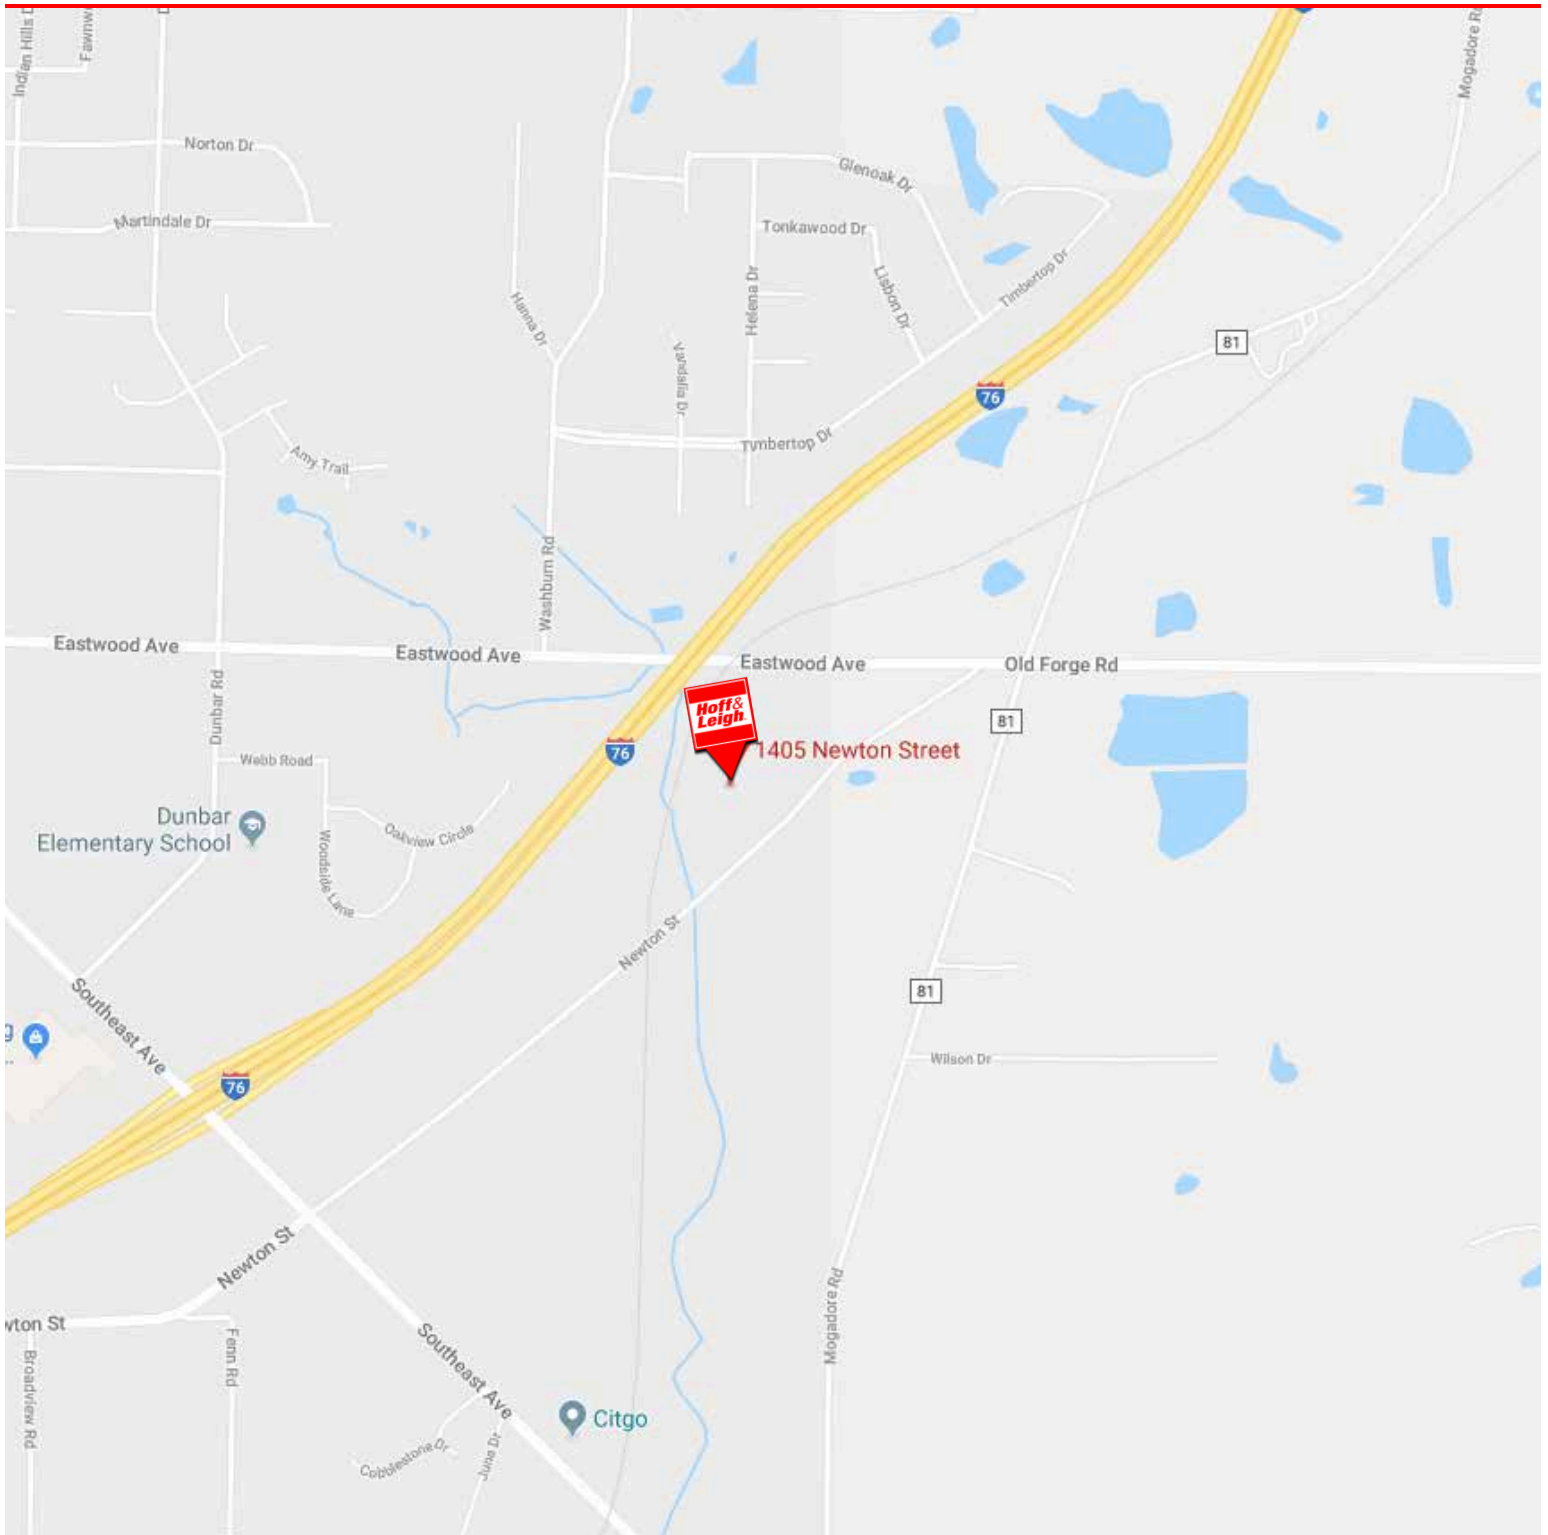 Indian Hills D
Fawnw
D
Mogadore Rd
Norton Dr
Glenoak Dr
Martindale Dr
Tonkawood Dr
Lisbon Dr
Timbertop Dr
Helena Dr
Hanna Dr
Vandalia Dr
81
76
Timbertop Dr
Amy Trail
Washburn Rd
Eastwood Ave
Eastwood Ave
Eastwood Ave
Old Forge Rd
Dunbar Rd
Hoff&
Leigh
81
76
1405 Newton Street
Webb Road
Dunbar
Elementary School
Oakview Circle
Woodside Lane
Newton St
Southeast Ave
81
g
..
76
Wilson Dr
Newton St
wton St
Mogadore Rd
Fenn Rd
Broadview Rd
Southeast Ave
Citgo
Cobblestone Dr
June Dr